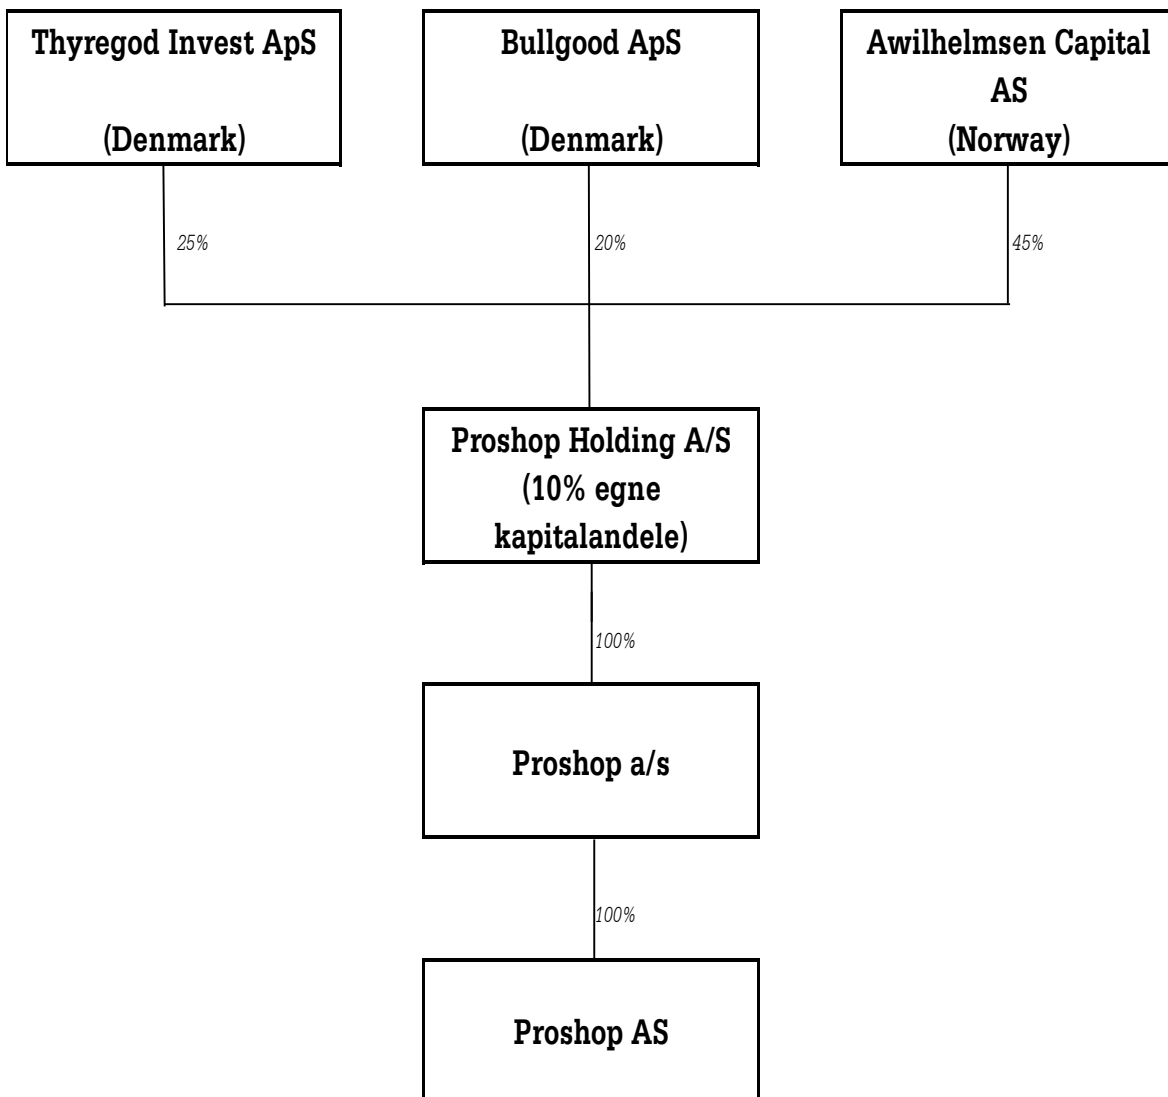 Thyregod Invest ApS
(Denmark)
Bullgood ApS
(Denmark)
Awilhelmsen Capital
AS
(Norway)
25%
20%
45%
Proshop Holding A/S
(10% egne
kapitalandele)
100%
Proshop a/s
100%
Proshop AS